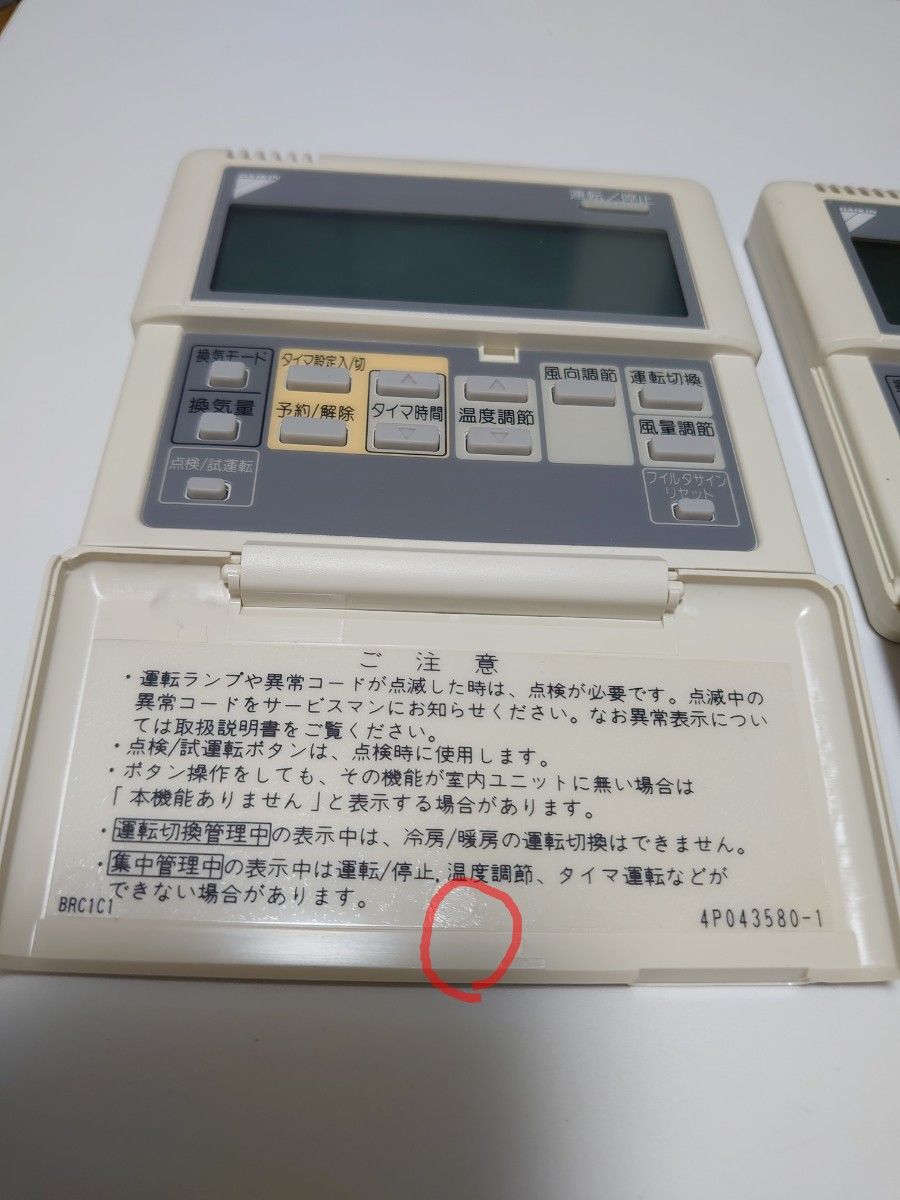 DAIKIN
運転／停止
DAIKIN
換気モード
タイマ設定入/切
風向調節
運転切換
換気量
予約/解除
タイマ時間
温度調節
風量調節
点検/試運転
フィルタサイン
リセット
ご注意
・運転ランプや異常コードが点滅した時は、点検が必要です。点滅中の
異常コードをサービスマンにお知らせください。なお異常表示につい
ては取扱説明書をご覧ください。
・点検/試運転ボタンは、点検時に使用します。
・ボタン操作をしても、その機能が室内ユニットに無い場合は
「本機能ありません」と表示する場合があります。
・運転切換管理中の表示中は、冷房/暖房の運転切換はできません。
・集中管理中の表示中は運転/停止、温度調節、タイマ運転などが
できない場合があります。
BRC1C1
4P043580-1